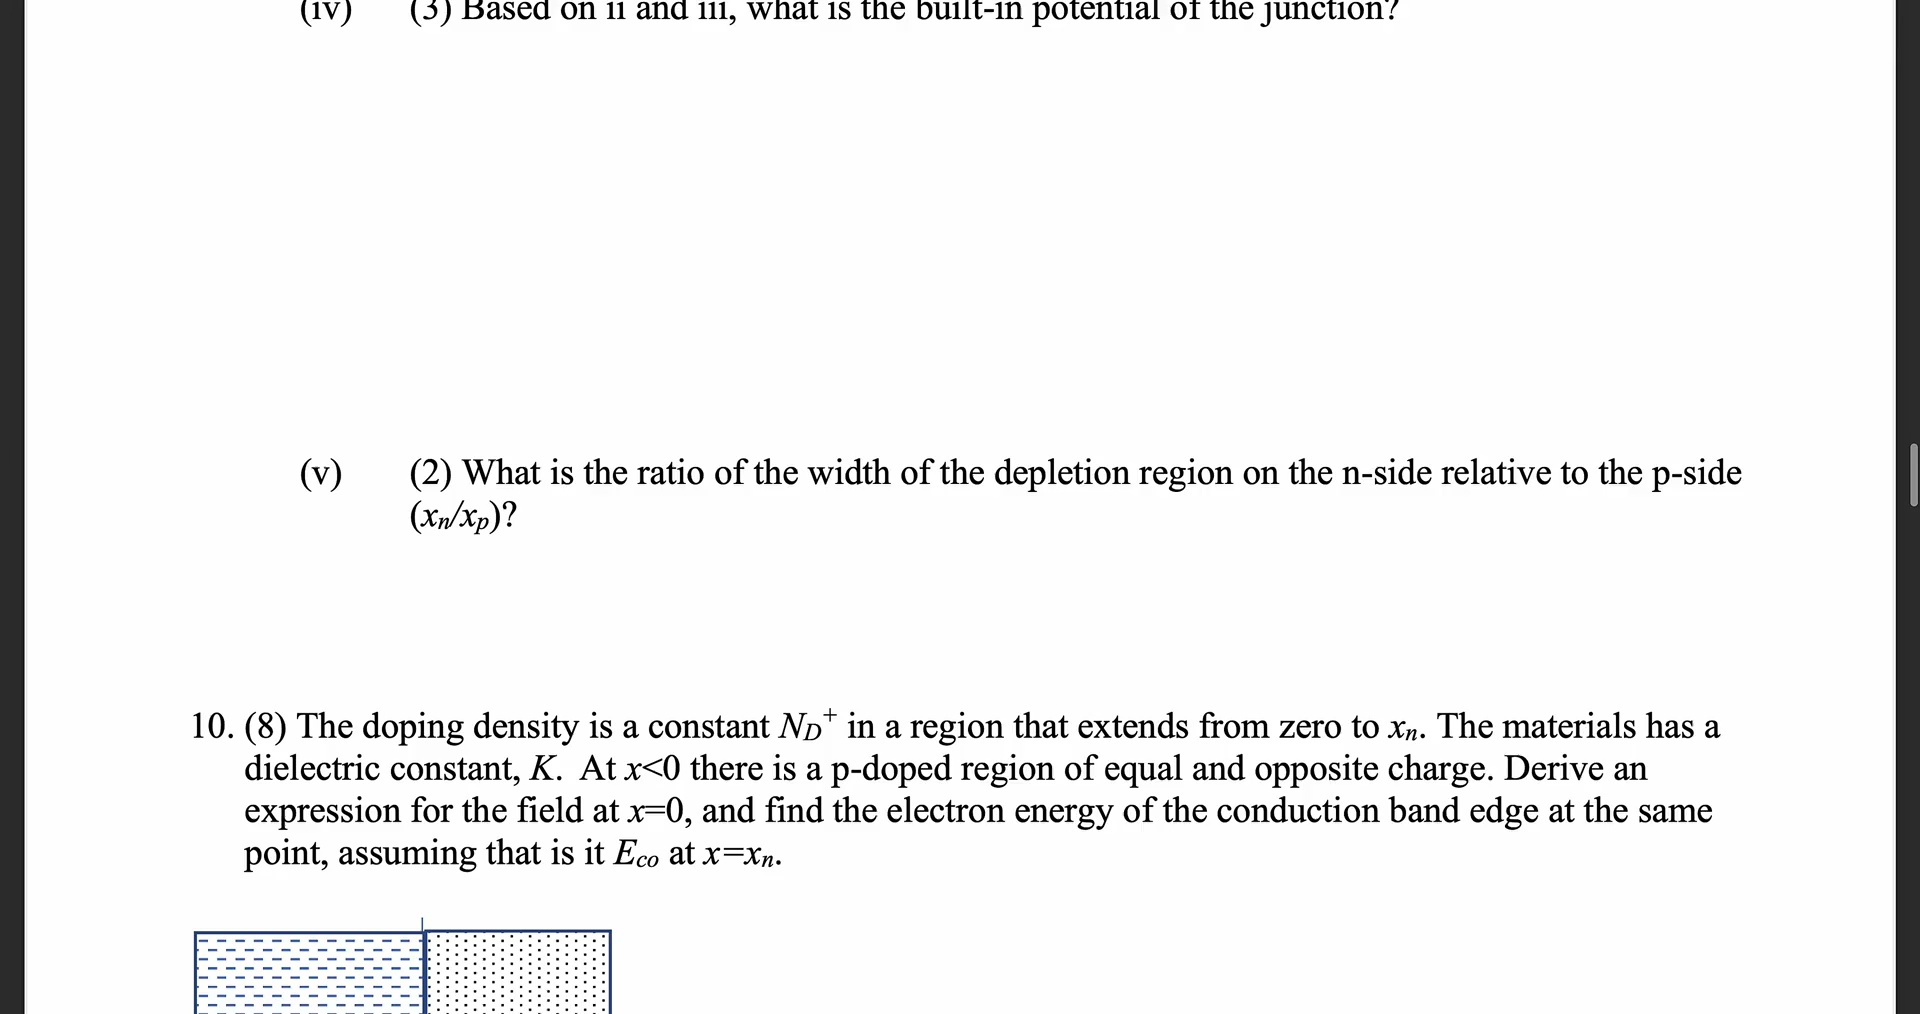 (iv) (3) Based on ii and iii, what is the built-in potential of the junction?
(v) (2) What is the ratio of the width of the depletion region on the n-side relative to the p-side
(xn/xp)?
10. (8) The doping density is a constant ND+ in a region that extends from zero to xn. The materials has a
dielectric constant, K. At x<0 there is a p-doped region of equal and opposite charge. Derive an
expression for the field at x=0, and find the electron energy of the conduction band edge at the same
point, assuming that is it Eco at x=xn.